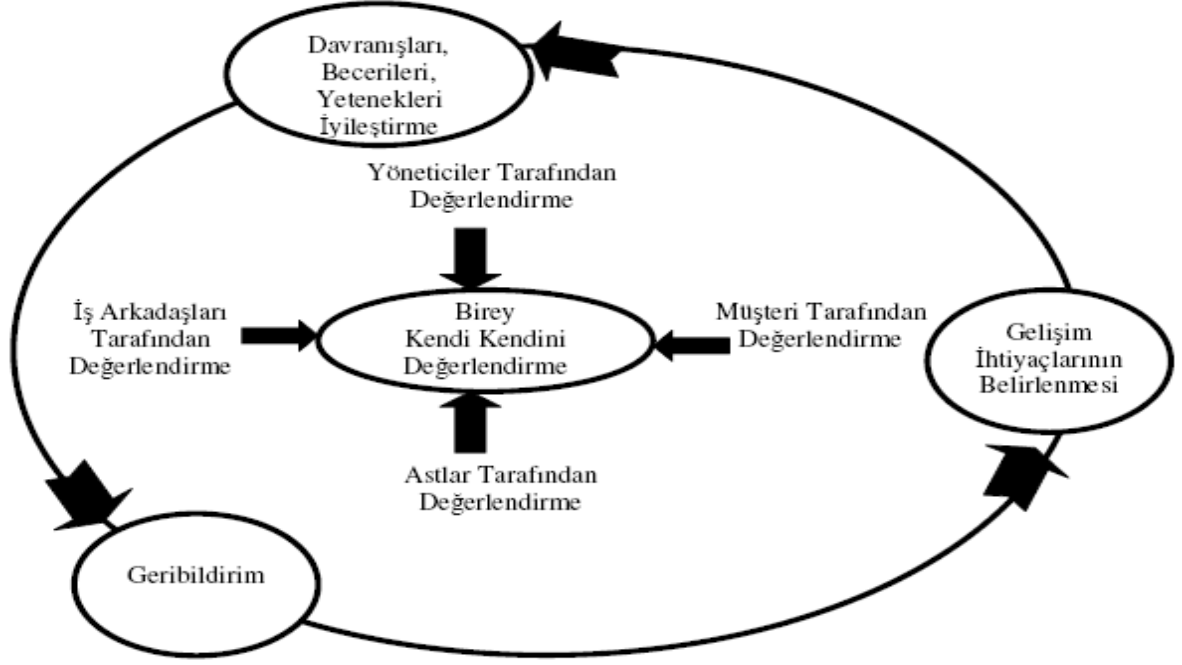 Davranışları,
Becerileri,
Yetenekleri
İyileştirme
Yöneticiler Tarafından
Değerlendirme
İş Arkadaşları
Tarafından
Değerlendirme
Birey
Kendi Kendini
Değerlendirme
Müşteri Tarafından
Değerlendirme
Gelişim
İhtiyaçlarının
Belirlenmesi
Astlar Tarafından
Değerlendirme
Geribildirim